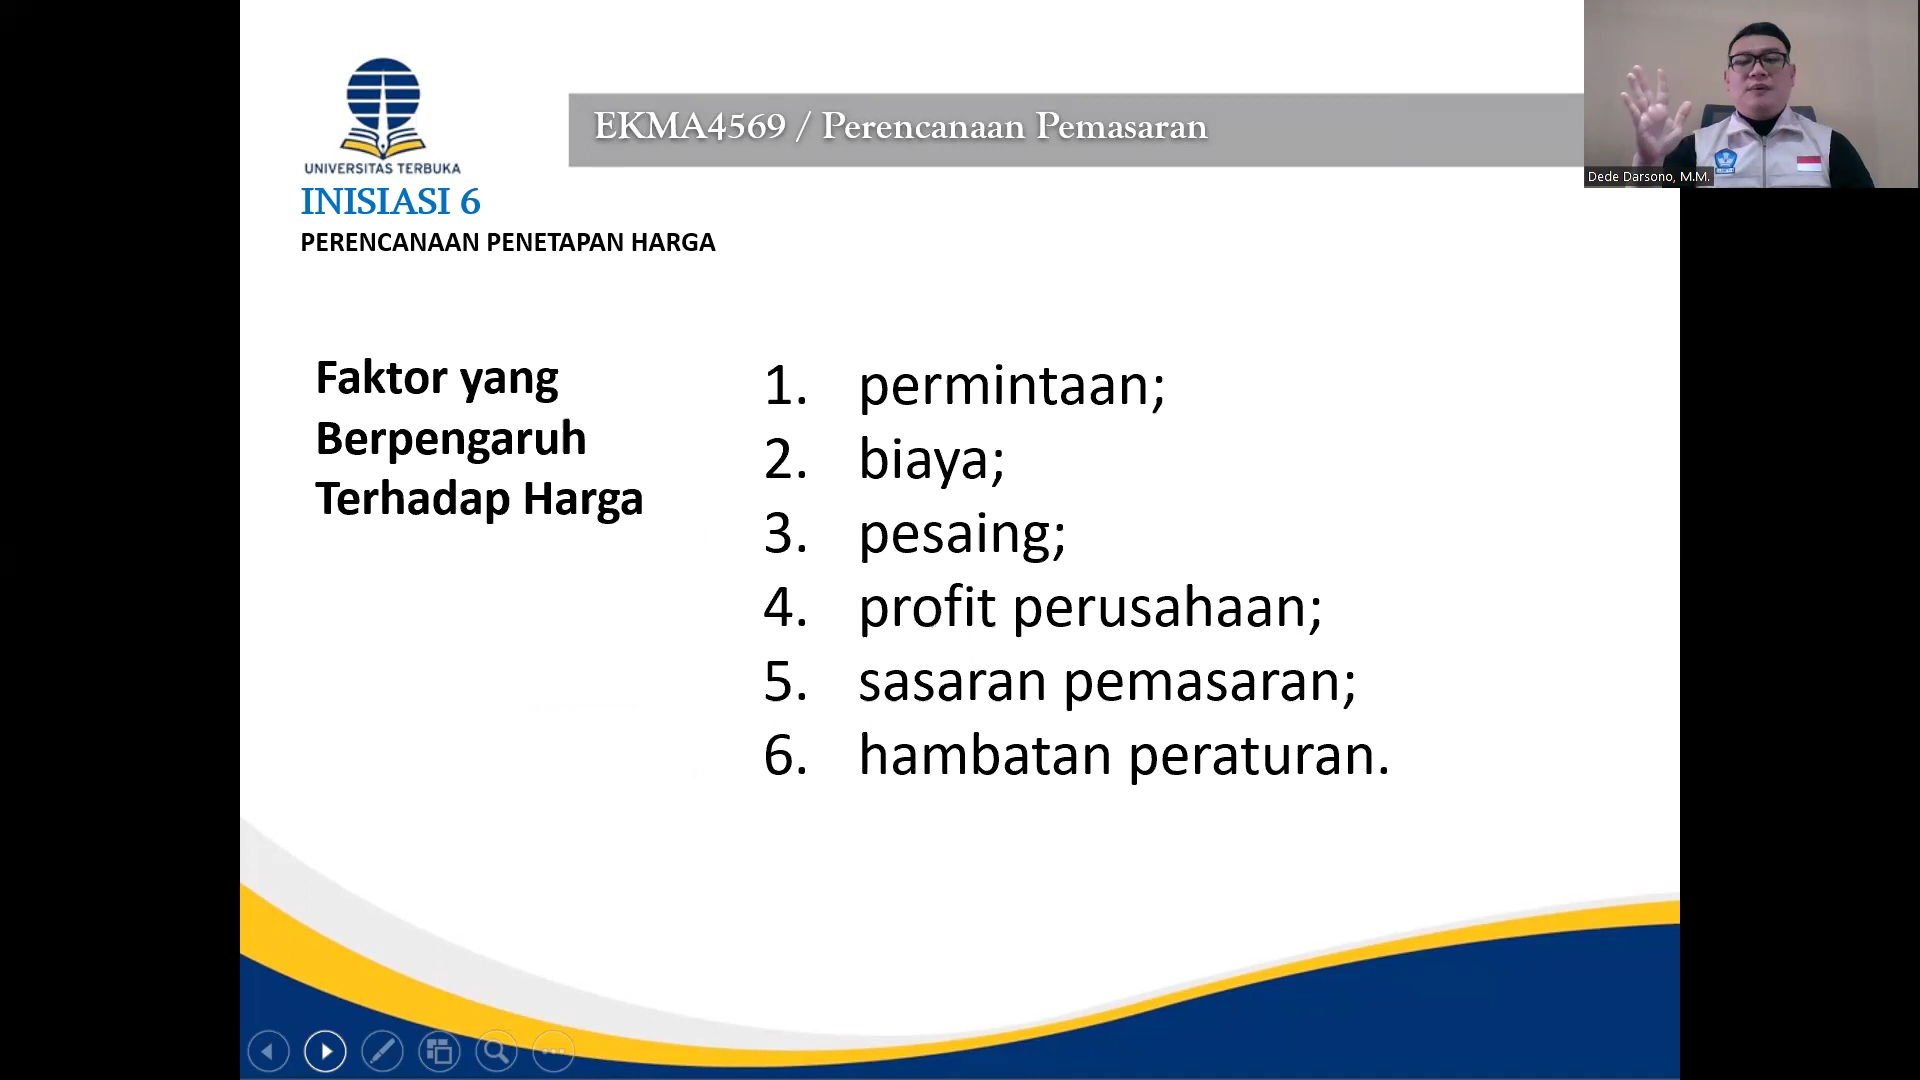 EKMA4569 / Perencanaan Pemasaran
UNIVERSITAS TERBUKA
INISIASI 6
PERENCANAAN PENETAPAN HARGA
Faktor yang
Berpengaruh
Terhadap Harga
1. permintaan;
2. biaya;
3. pesaing;
4. profit perusahaan;
5. sasaran pemasaran;
6. hambatan peraturan.
Dede Darsono, M.M.